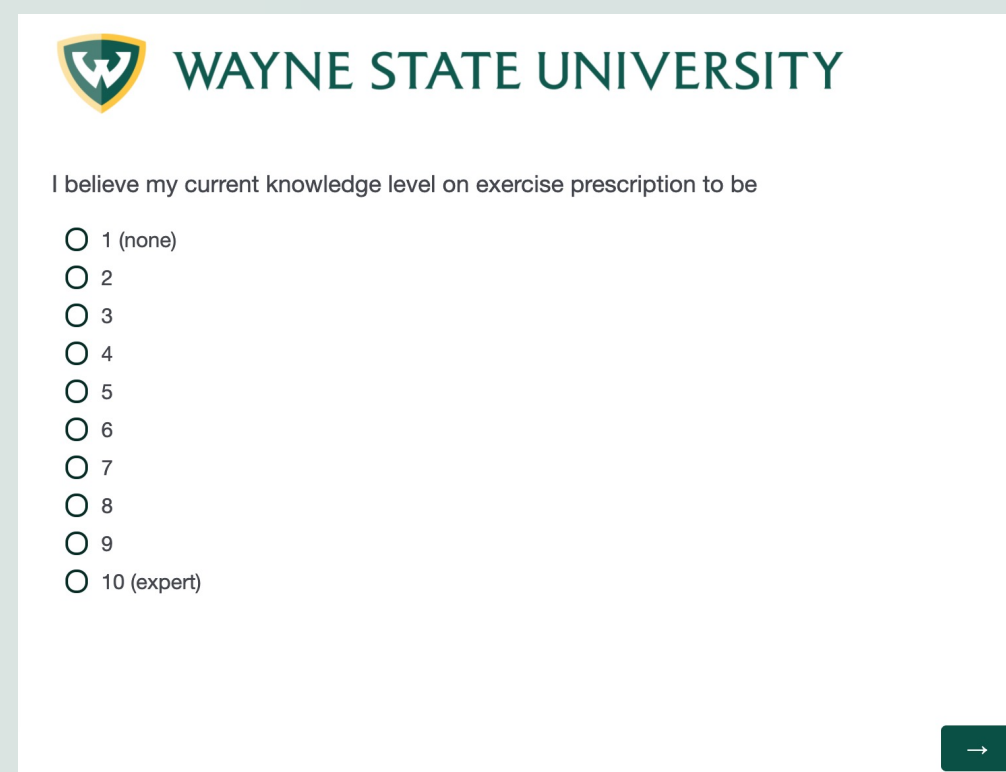 W
WAYNE STATE UNIVERSITY
I believe my current knowledge level on exercise prescription to be
1 (none)
2
3
4
5
6
7
8
9
10 (expert)
→